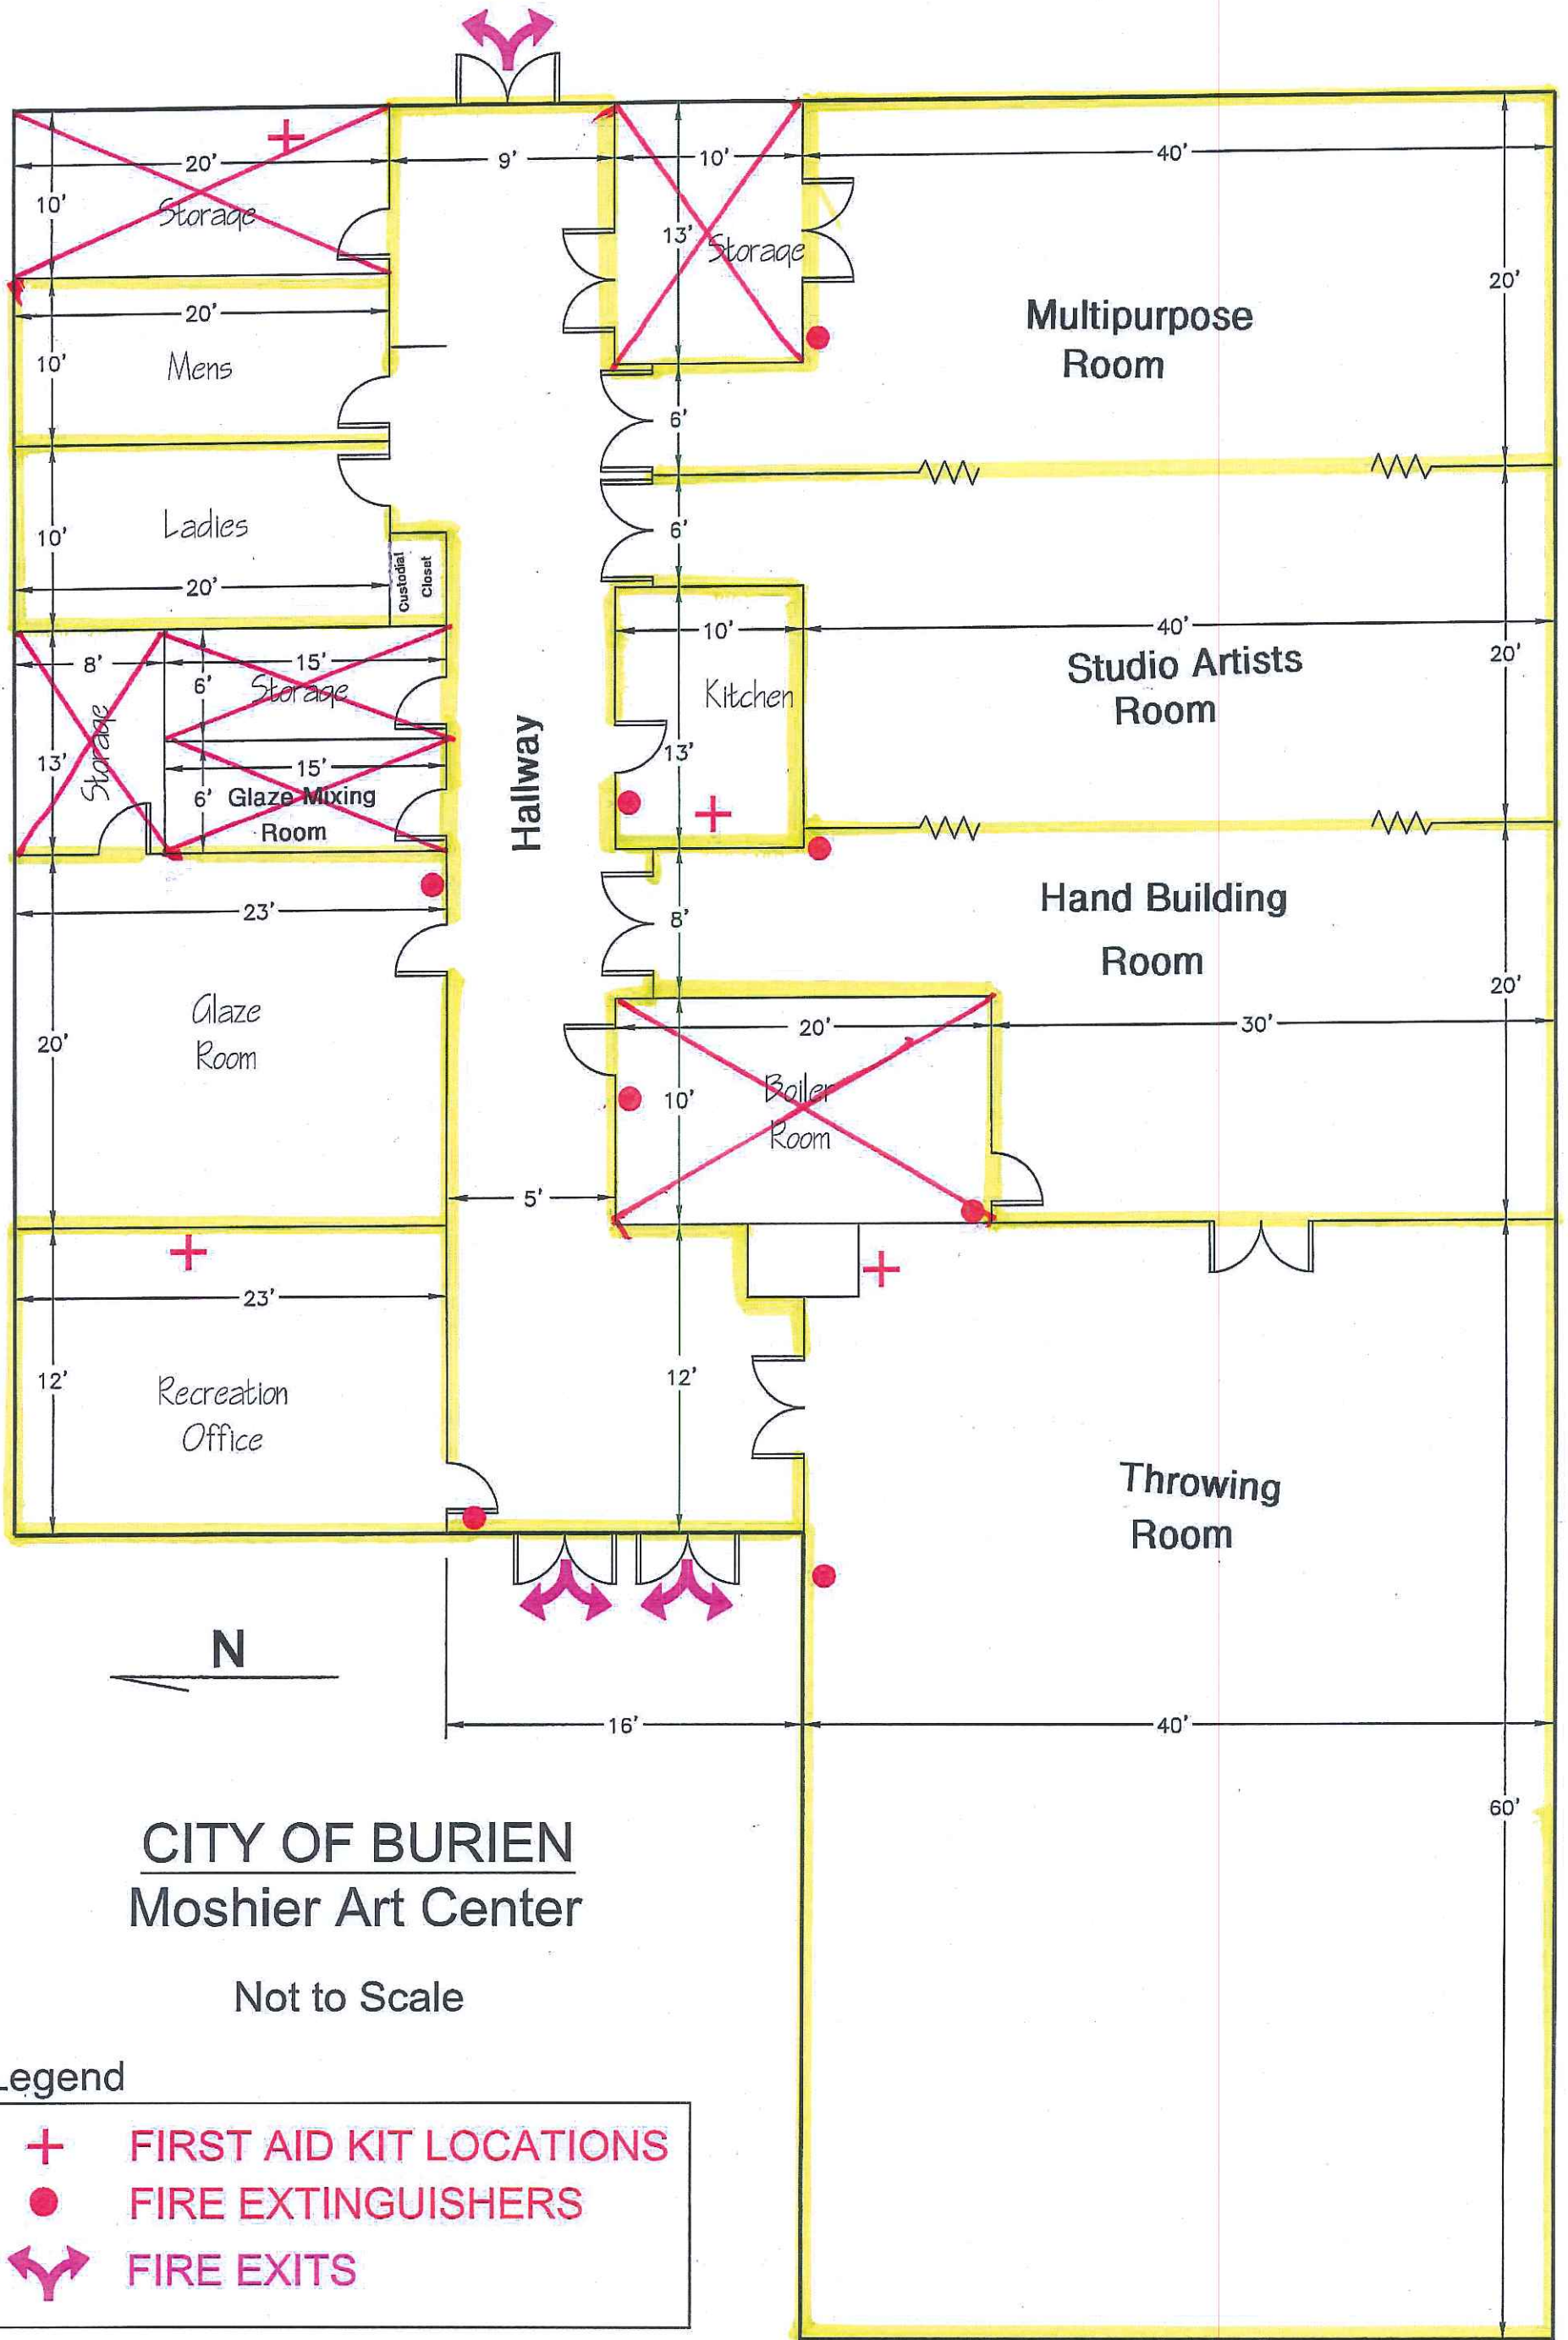 20'
9'
10'
40'
10'
Storage
13'
Storage
20'
20'
Multipurpose
Room
10'
Mens
6'
Ladies
10'
6'
20'
Custodial
Closet
10'
40'
8'
15'
6'
Storage
Kitchen
Studio Artists
Room
20'
13'
Storage
15'
6'
Glaze Mixing
Room
Hallway
13'
23'
8'
Hand Building
Room
20'
Glaze
Room
20'
20'
30'
10'
Boiler
Room
5'
23'
12'
Recreation
Office
12'
Throwing
Room
N
16'
40'
60'
CITY OF BURIEN
Moshier Art Center
Not to Scale
Legend
+ FIRST AID KIT LOCATIONS
FIRE EXTINGUISHERS
FIRE EXITS